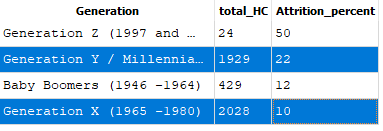 Generation total_HC Attrition_percent
Generation Z (1997 and … 24 50
Generation Y / Millennia… 1929 22
Baby Boomers (1946 –1964) 429 12
Generation X (1965 –1980) 2028 10